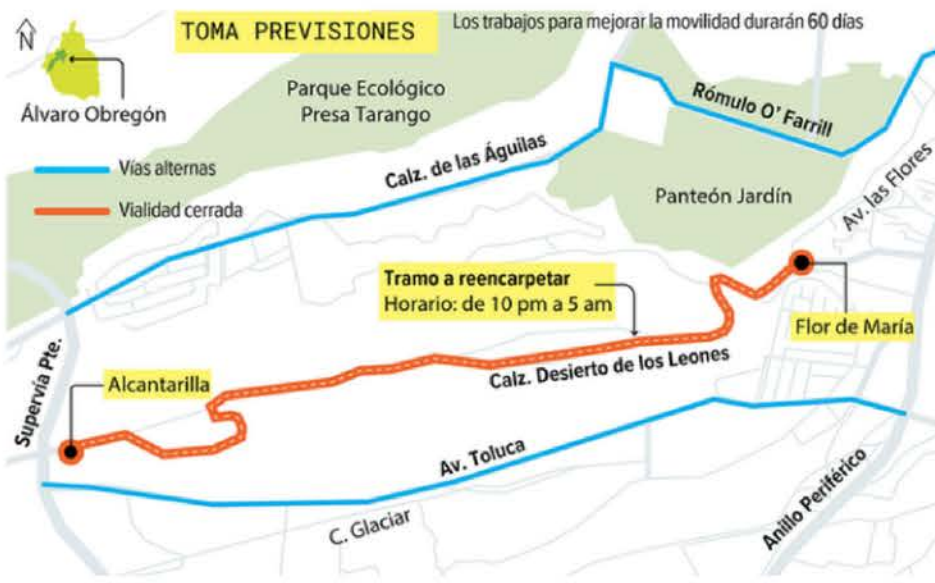 N
TOMA PREVISIONES
Los trabajos para mejorar la movilidad durarán 60 días
Álvaro Obregón
Parque Ecológico
Presa Tarango
Rómulo O' Farrill
Vías alternas
Calz. de las Águilas
Vialidad cerrada
Panteón Jardín
Av. las Flores
Tramo a reencarpetar
Horario: de 10 pm a 5 am
Flor de María
Supervía Pte.
Alcantarilla
Calz. Desierto de los Leones
Av. Toluca
C. Glaciar
Anillo Periférico